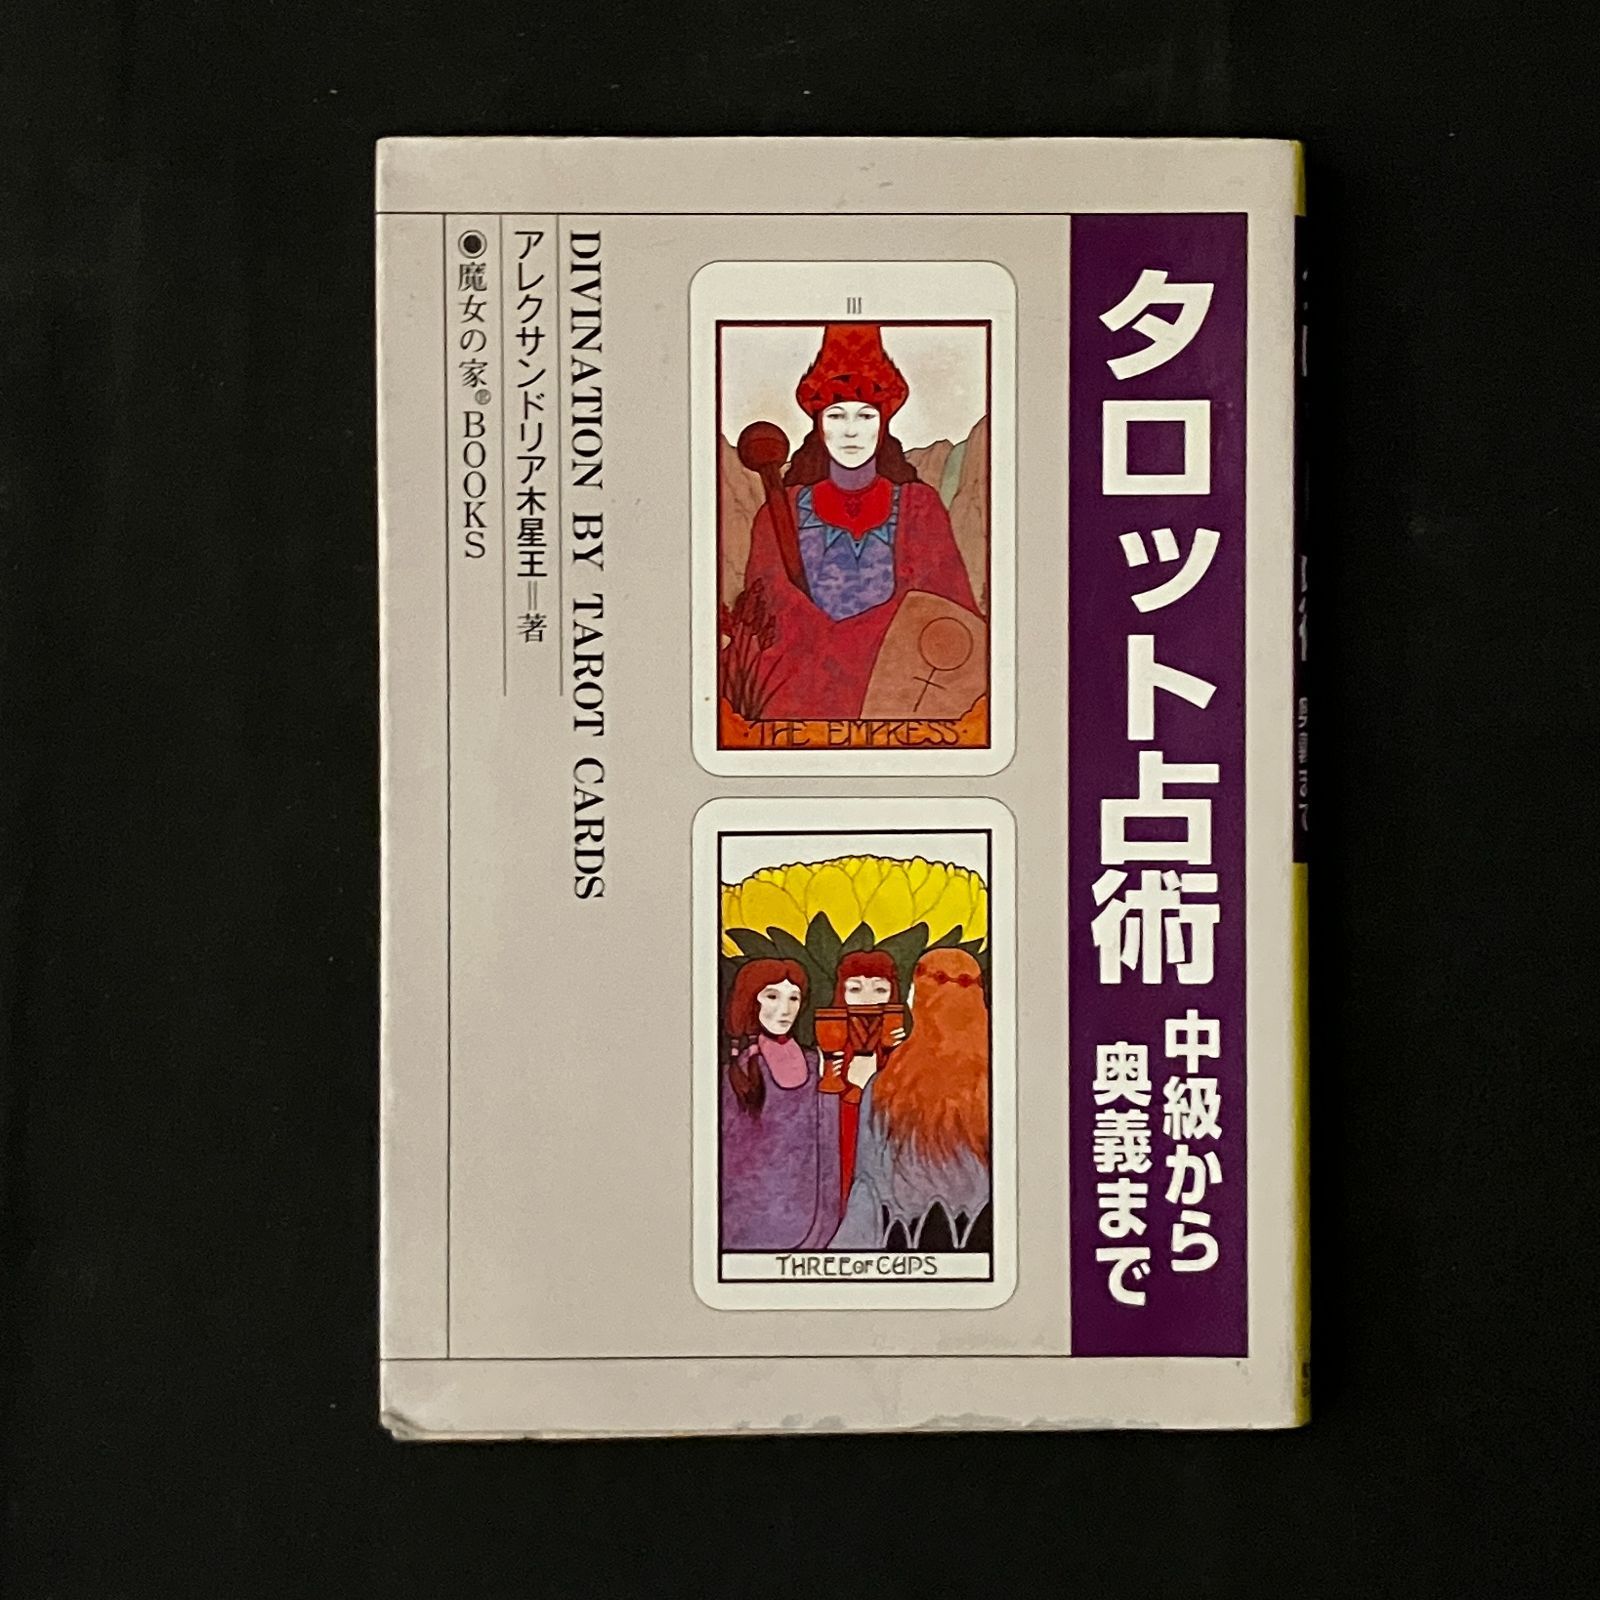 タロット占術
中級から
奥義まで
III
THE EMPRESS
THREE OF CUPS
DIVINATION BY TAROT CARDS
アレクサンドリア木星王=著
◉魔女の家®BOOKS